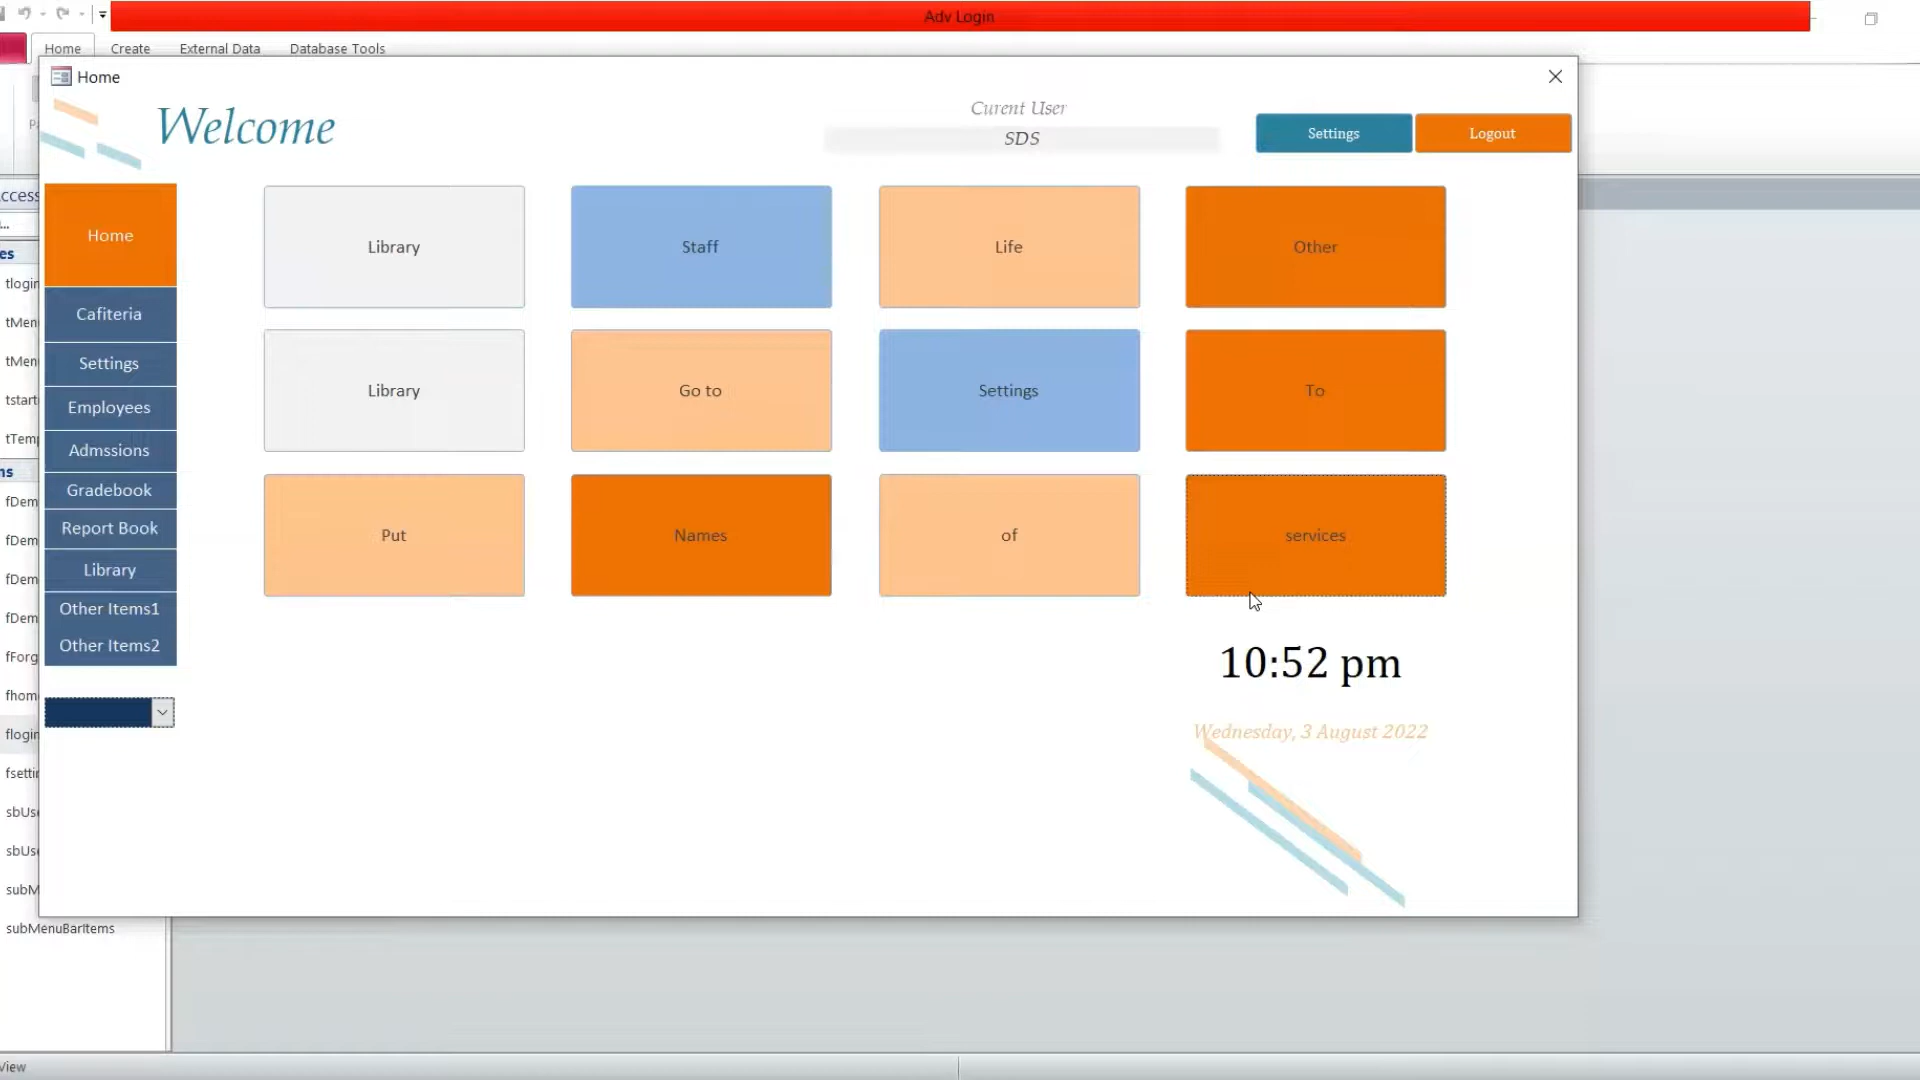 Adv Login
Home Create External Data Database Tools
Home
Welcome
Curent User
SDS
Settings Logout
Home
Cafiteria
Settings
Employees
Admssions
Gradebook
Report Book
Library
Other Items1
Other Items2
Library Staff Life Other
Library Go to Settings To
Put Names of services
10:52 pm
Wednesday, 3 August 2022
subMenuBarItems
View